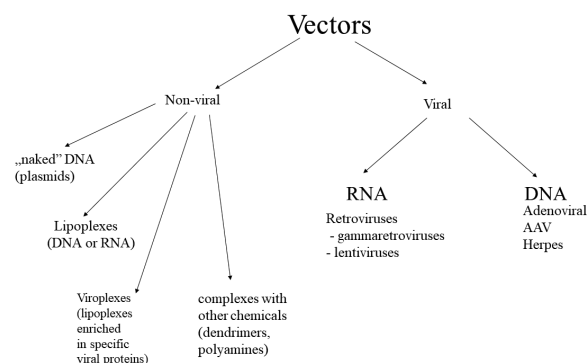 Vectors
Non-viral
Viral
„naked” DNA
(plasmids)
Lipoplexes
(DNA or RNA)
Viroplexes
(lipoplexes
enriched
in specific
viral proteins)
complexes with
other chemicals
(dendrimers,
polyamines)
RNA
Retroviruses
- gammaretroviruses
- lentiviruses
DNA
Adenoviral
AAV
Herpes